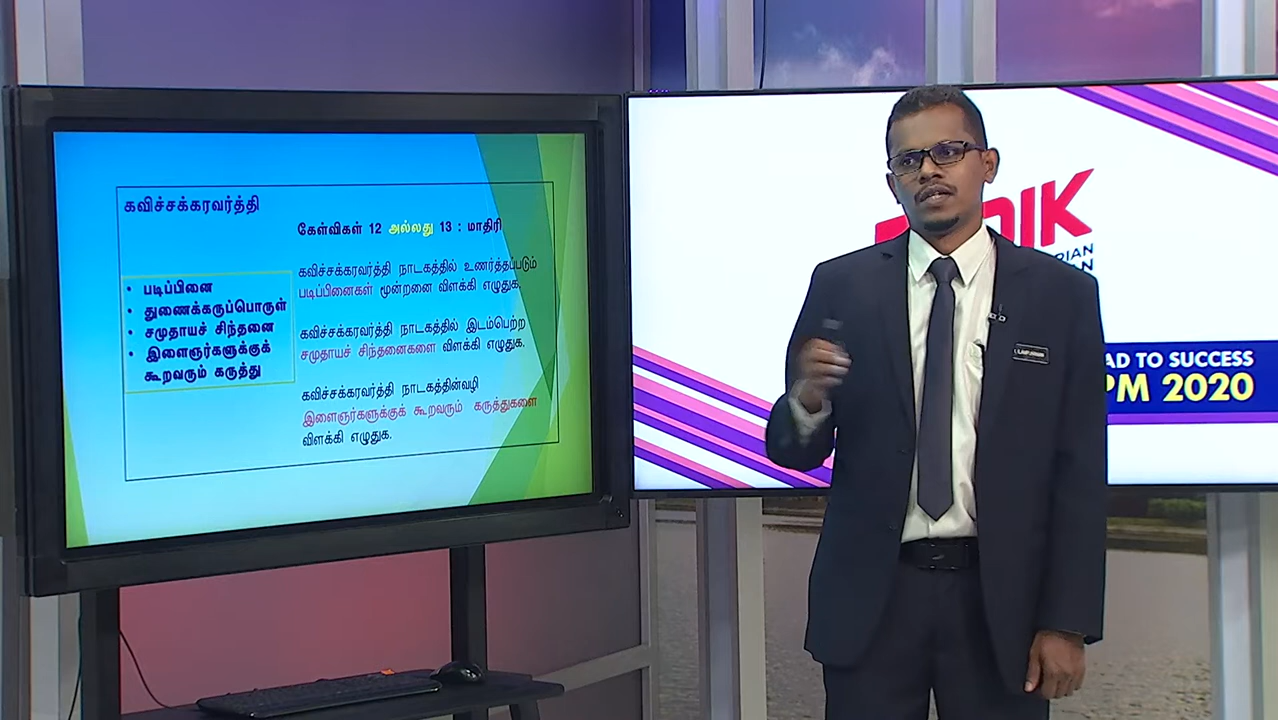 கவிச்சக்கரவர்த்தி
கேள்விகள் 12 அல்லது 13 : மாதிரி
• படிப்பினை
• துணைக்கருப்பொருள்
• சமுதாயச் சிந்தனை
• இளைஞர்களுக்குக்
கூறவரும் கருத்து
கவிச்சக்கரவர்த்தி நாடகத்தில் உணர்த்தப்படும்
படிப்பினைகள் மூன்றனை விளக்கி எழுதுக.
கவிச்சக்கரவர்த்தி நாடகத்தில் இடம்பெற்ற
சமுதாயச் சிந்தனைகளை விளக்கி எழுதுக.
கவிச்சக்கரவர்த்தி நாடகத்தின்வழி
இளைஞர்களுக்குக் கூறவரும் கருத்துகளை
விளக்கி எழுதுக.
DIK
AD TO SUCCESS
PM 2020